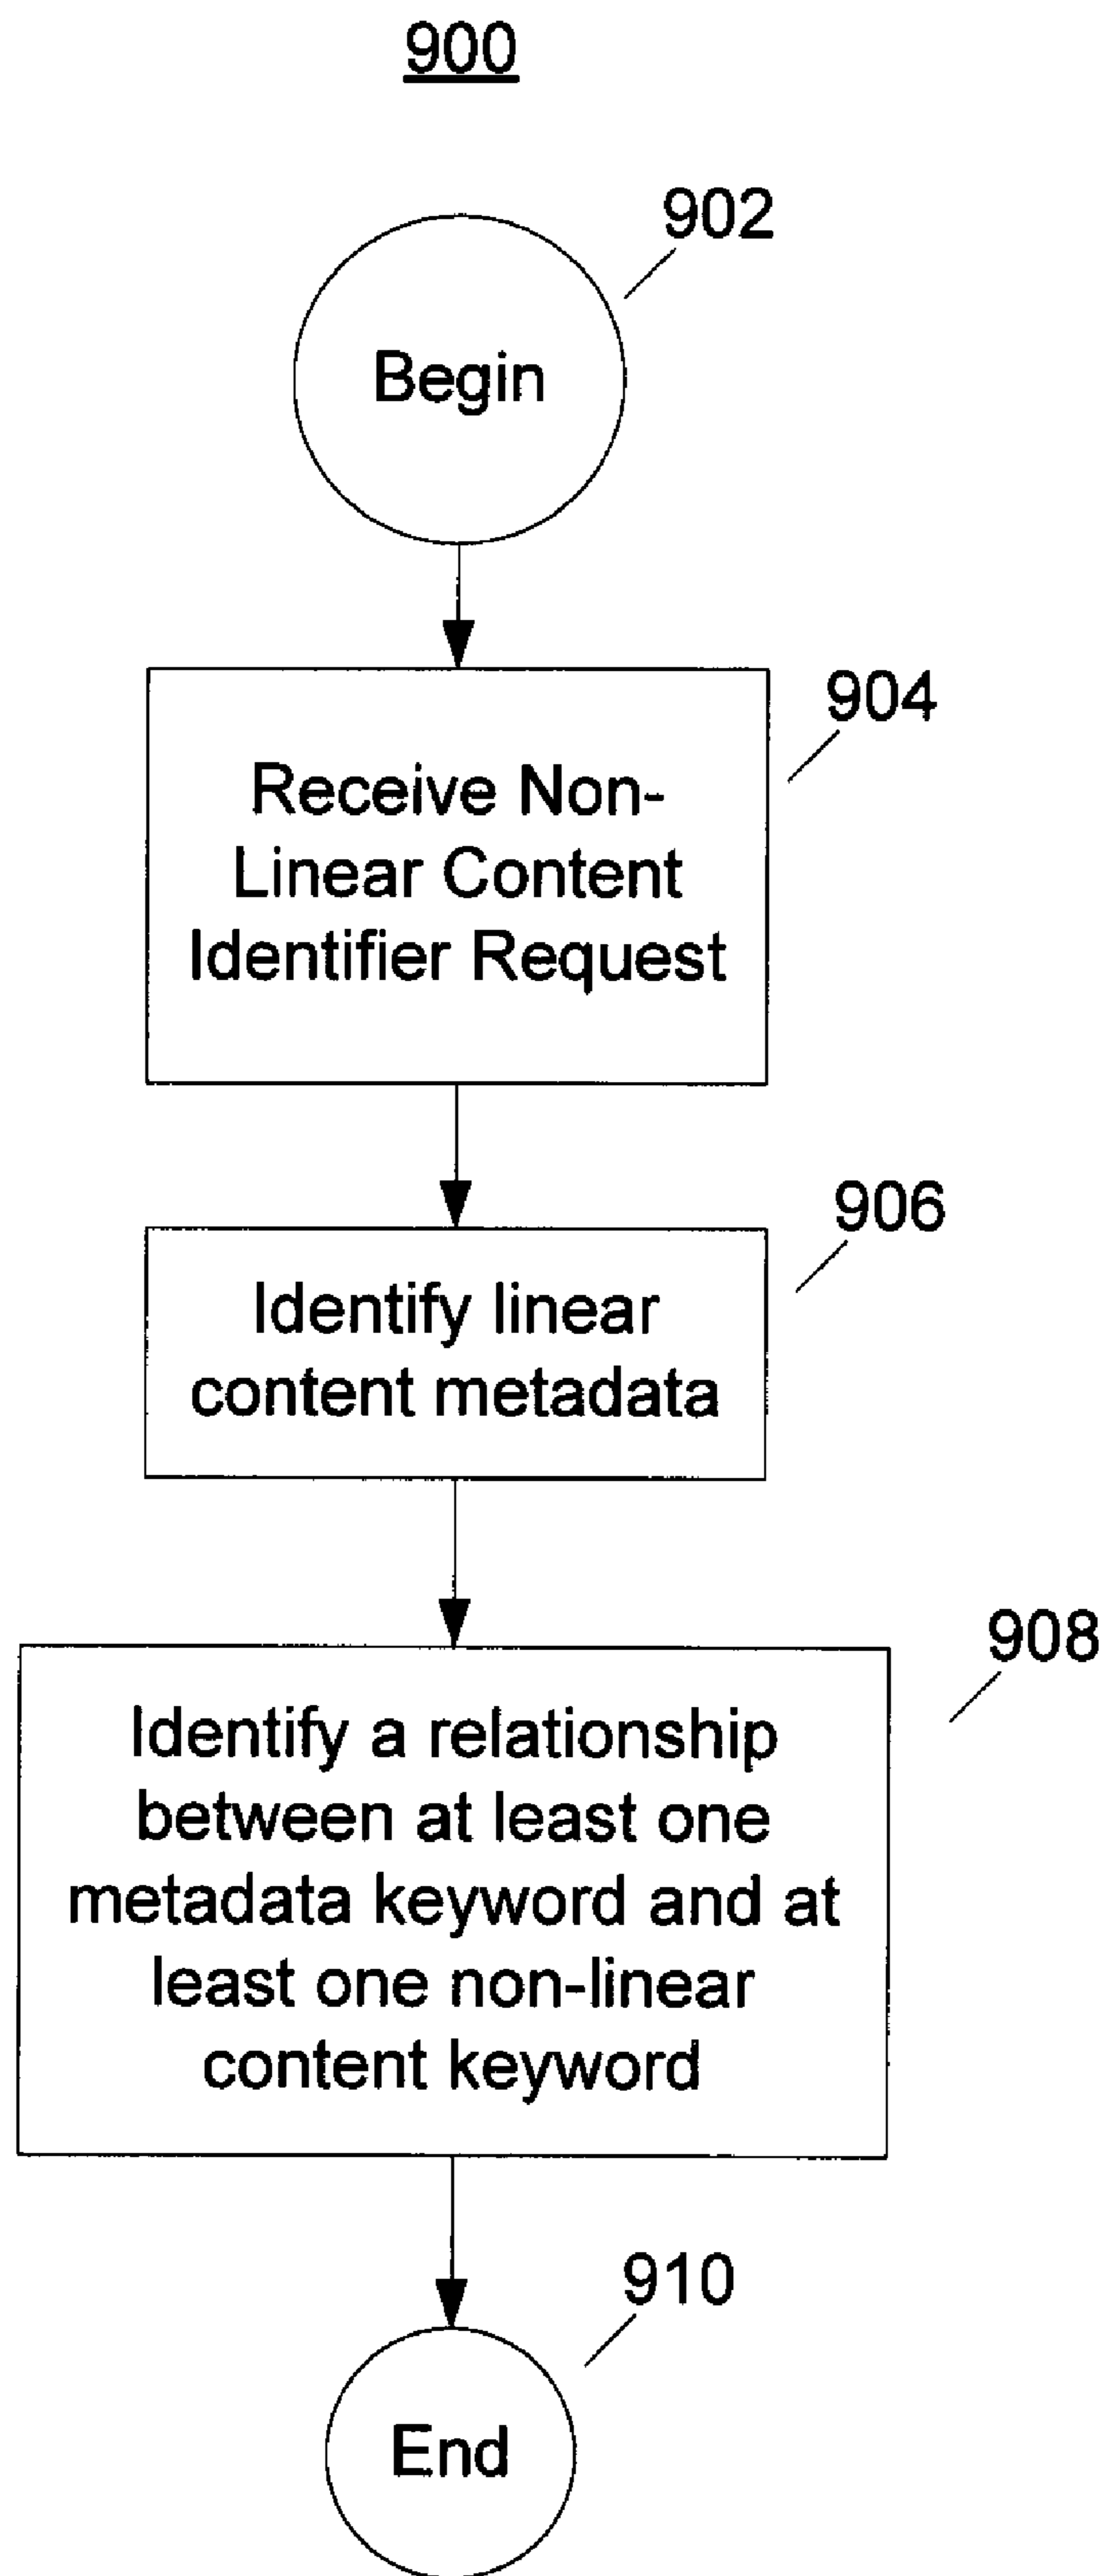 900
902
Begin
904
Receive Non-
Linear Content
Identifier Request
906
Identify linear
content metadata
908
Identify a relationship
between at least one
metadata keyword and at
least one non-linear
content keyword
910
End